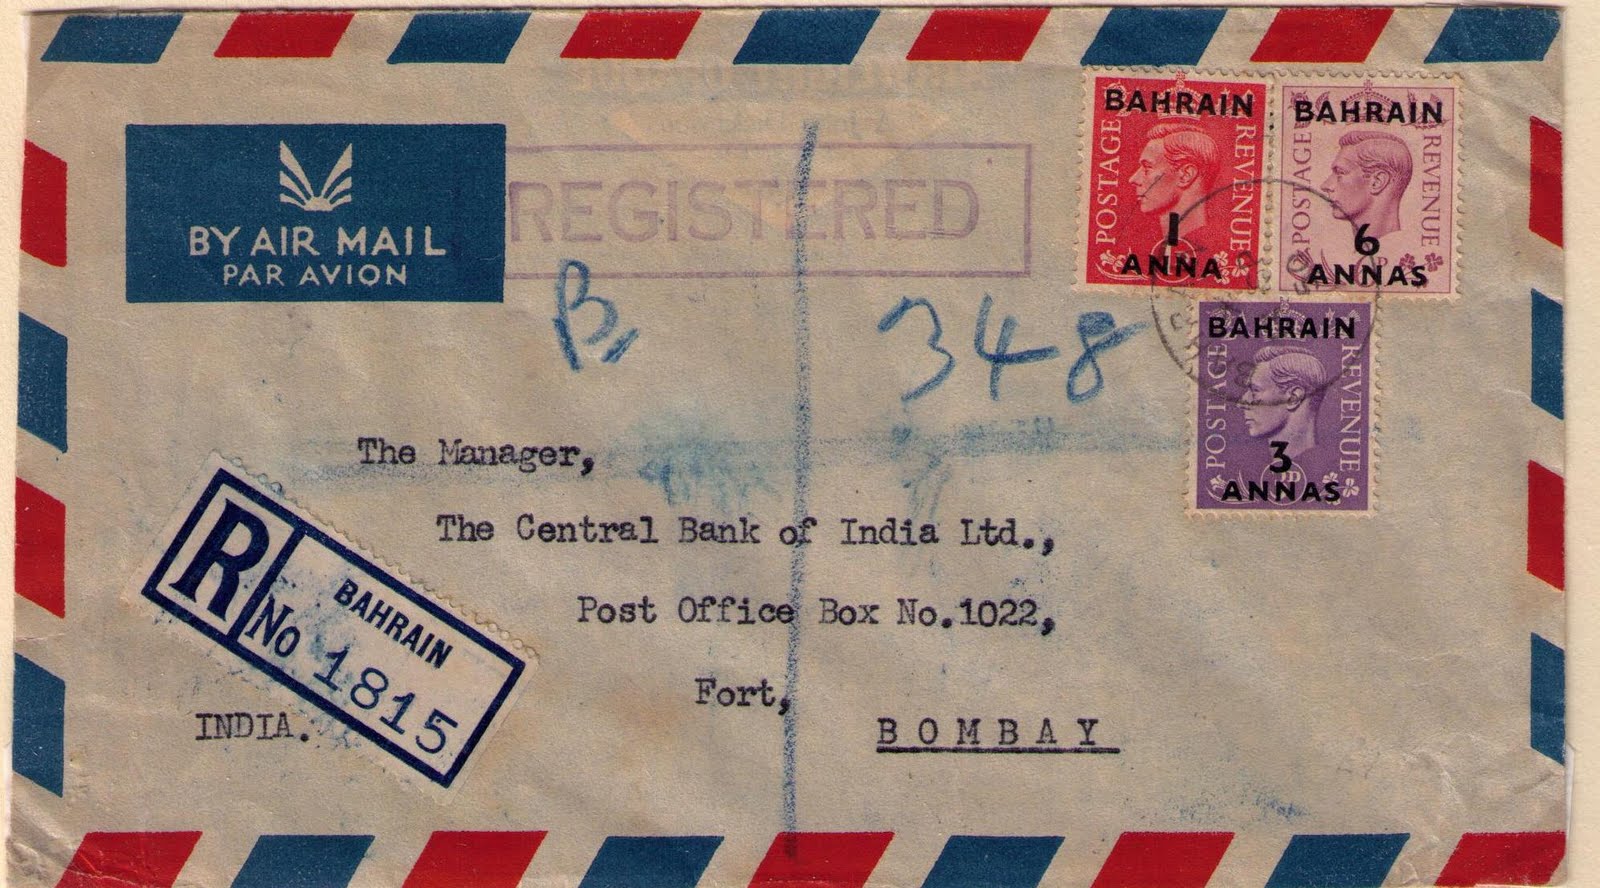 BY AIR MAIL
PAR AVION
REGISTERED
BAHRAIN
POSTAGE
REVENUE
1
ANNA
BAHRAIN
POSTAGE
REVENUE
6
ANNAS
B
348
BAHRAIN
POSTAGE
REVENUE
3
ANNAS
The Manager,
The Central Bank of India Ltd.,
Post Office Box No.1022,
Fort,
BOMBAY
INDIA.
R
BAHRAIN
No 1815